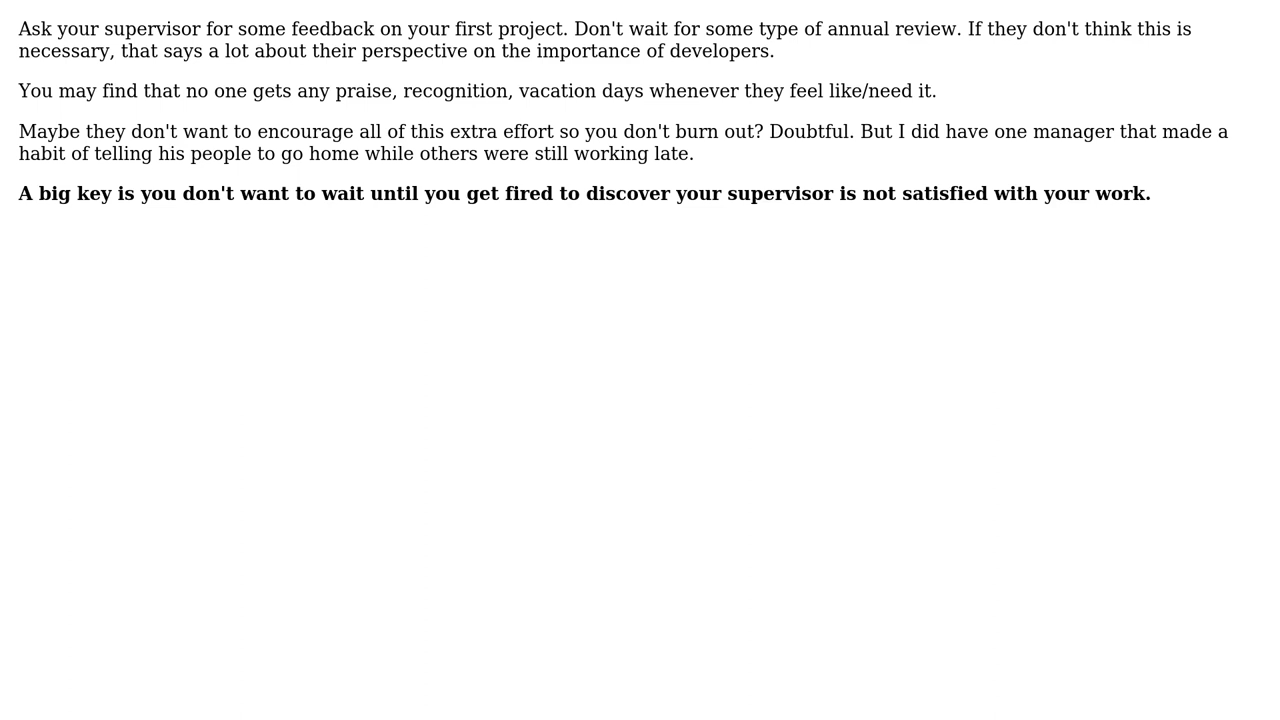 Ask your supervisor for some feedback on your first project. Don't wait for some type of annual review. If they don't think this is
necessary, that says a lot about their perspective on the importance of developers.
You may find that no one gets any praise, recognition, vacation days whenever they feel like/need it.
Maybe they don't want to encourage all of this extra effort so you don't burn out? Doubtful. But I did have one manager that made a
habit of telling his people to go home while others were still working late.
A big key is you don't want to wait until you get fired to discover your supervisor is not satisfied with your work.